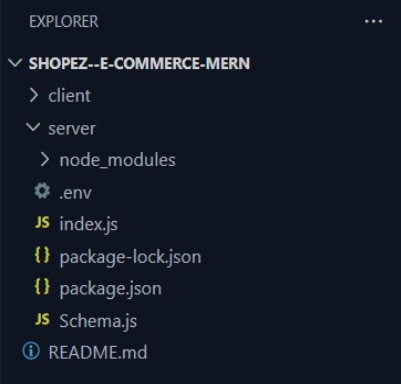 EXPLORER ...
SHOPEZ--E-COMMERCE-MERN
client
server
node_modules
.env
JS index.js
{} package-lock.json
{} package.json
JS Schema.js
README.md